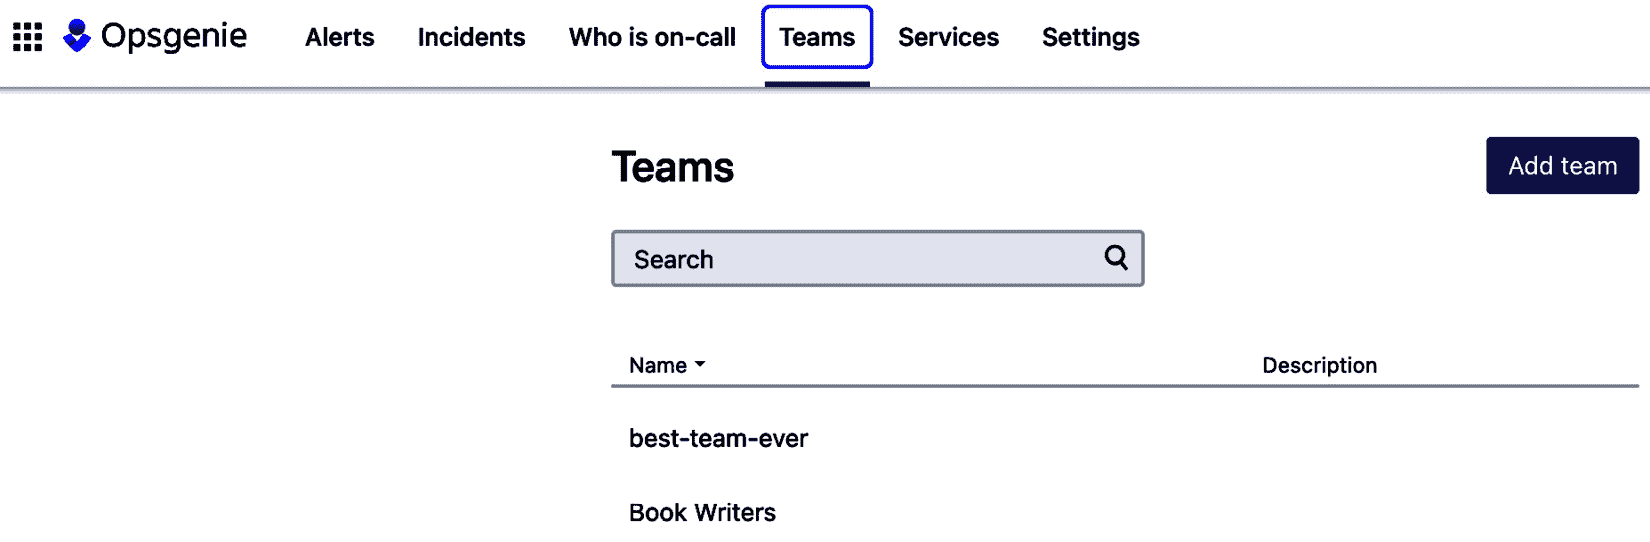 Opsgenie Alerts Incidents Who is on-call Teams Services Settings
Teams Add team
Search
Name Description
best-team-ever
Book Writers